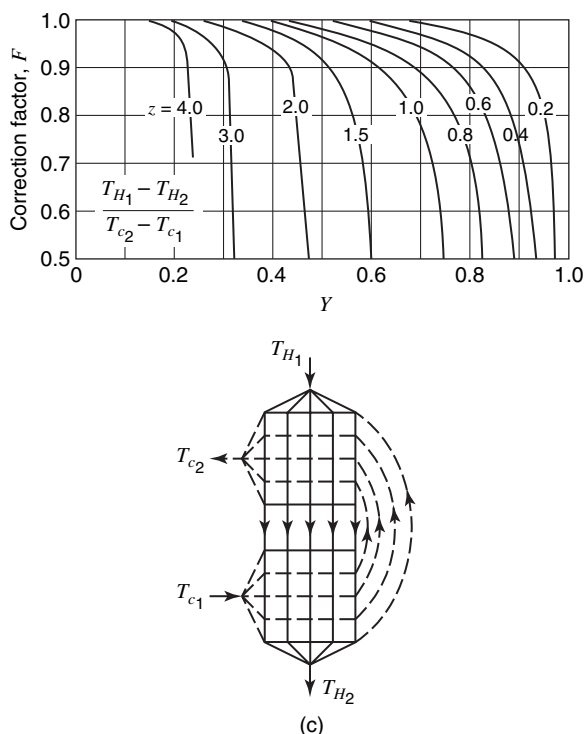 Correction factor, F
1.0
0.9
0.8
0.7
0.6
0.5
z = 4.0
3.0
2.0
1.5
1.0
0.8
0.6
0.4
0.2
T_{H_1} − T_{H_2}
T_{c_2} − T_{c_1}
0
0.2
0.4
0.6
0.8
1.0
Y
T_{H_1}
T_{c_2}
T_{c_1}
T_{H_2}
(c)